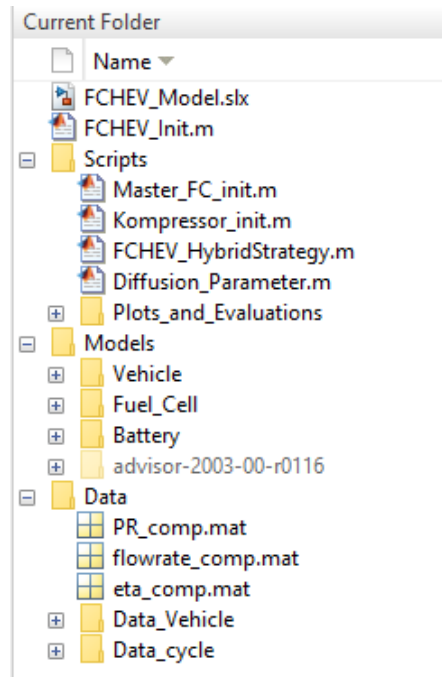 Current Folder
Name
FCHEV_Model.slx
FCHEV_Init.m
Scripts
Master_FC_init.m
Kompressor_init.m
FCHEV_HybridStrategy.m
Diffusion_Parameter.m
Plots_and_Evaluations
Models
Vehicle
Fuel_Cell
Battery
advisor-2003-00-r0116
Data
PR_comp.mat
flowrate_comp.mat
eta_comp.mat
Data_Vehicle
Data_cycle